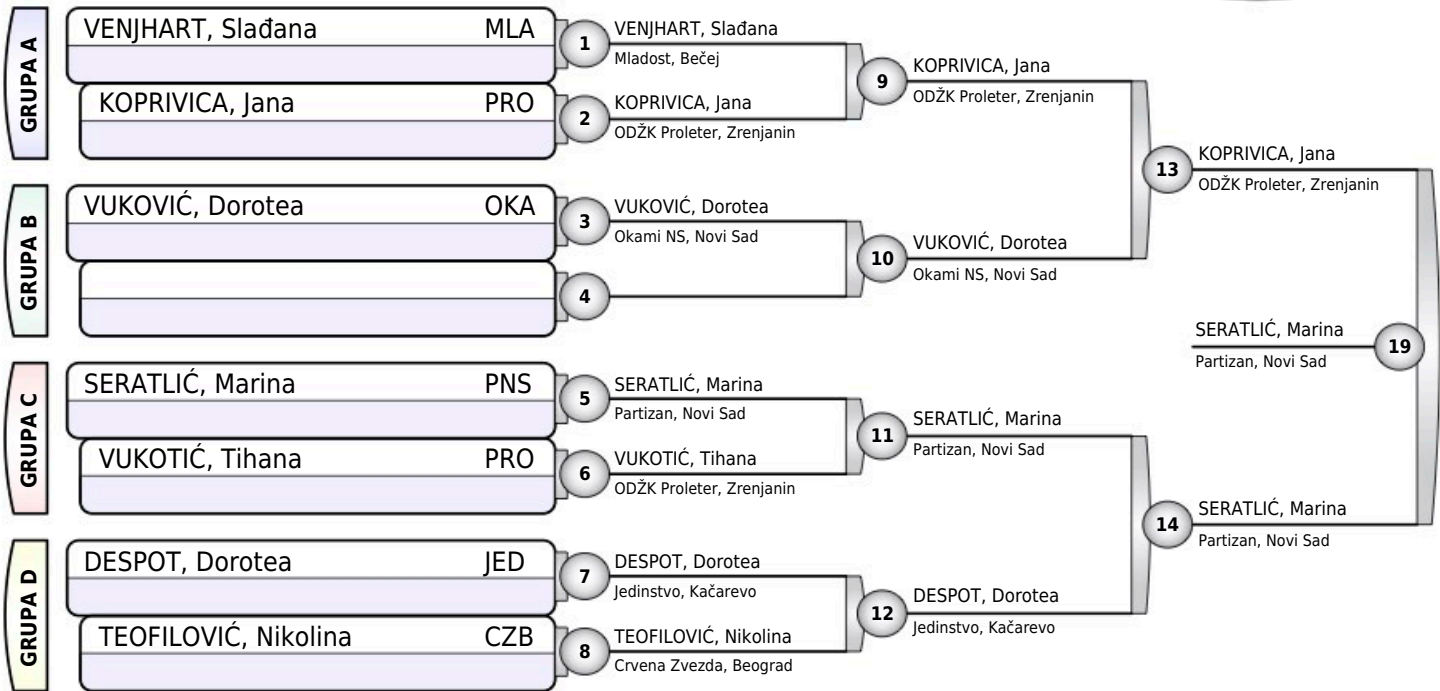 GRUPA A
VENJHART, Slađana MLA
1
VENJHART, Slađana
Mladost, Bečej
KOPRIVICA, Jana PRO
2
KOPRIVICA, Jana
ODŽK Proleter, Zrenjanin
9
KOPRIVICA, Jana
ODŽK Proleter, Zrenjanin
GRUPA B
VUKOVIĆ, Dorotea OKA
3
VUKOVIĆ, Dorotea
Okami NS, Novi Sad
4
10
VUKOVIĆ, Dorotea
Okami NS, Novi Sad
13
KOPRIVICA, Jana
ODŽK Proleter, Zrenjanin
GRUPA C
SERATLIĆ, Marina PNS
5
SERATLIĆ, Marina
Partizan, Novi Sad
VUKOTIĆ, Tihana PRO
6
VUKOTIĆ, Tihana
ODŽK Proleter, Zrenjanin
11
SERATLIĆ, Marina
Partizan, Novi Sad
GRUPA D
DESPOT, Dorotea JED
7
DESPOT, Dorotea
Jedinstvo, Kačarevo
TEOFILOVIĆ, Nikolina CZB
8
TEOFILOVIĆ, Nikolina
Crvena Zvezda, Beograd
12
DESPOT, Dorotea
Jedinstvo, Kačarevo
14
SERATLIĆ, Marina
Partizan, Novi Sad
SERATLIĆ, Marina
Partizan, Novi Sad
19